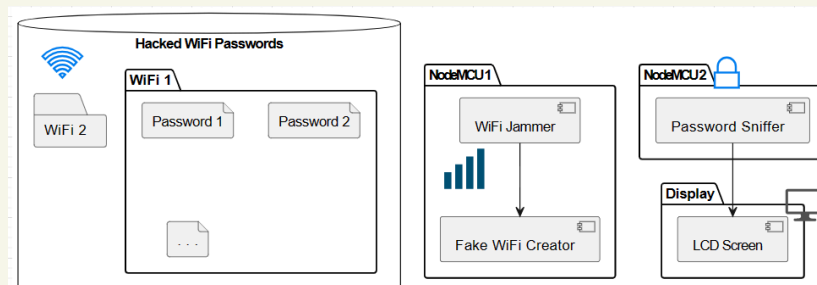 Hacked WiFi Passwords
WiFi 2
WiFi 1
Password 1
Password 2
. . .
NodeMCU1
WiFi Jammer
Fake WiFi Creator
NodeMCU2
Password Sniffer
Display
LCD Screen